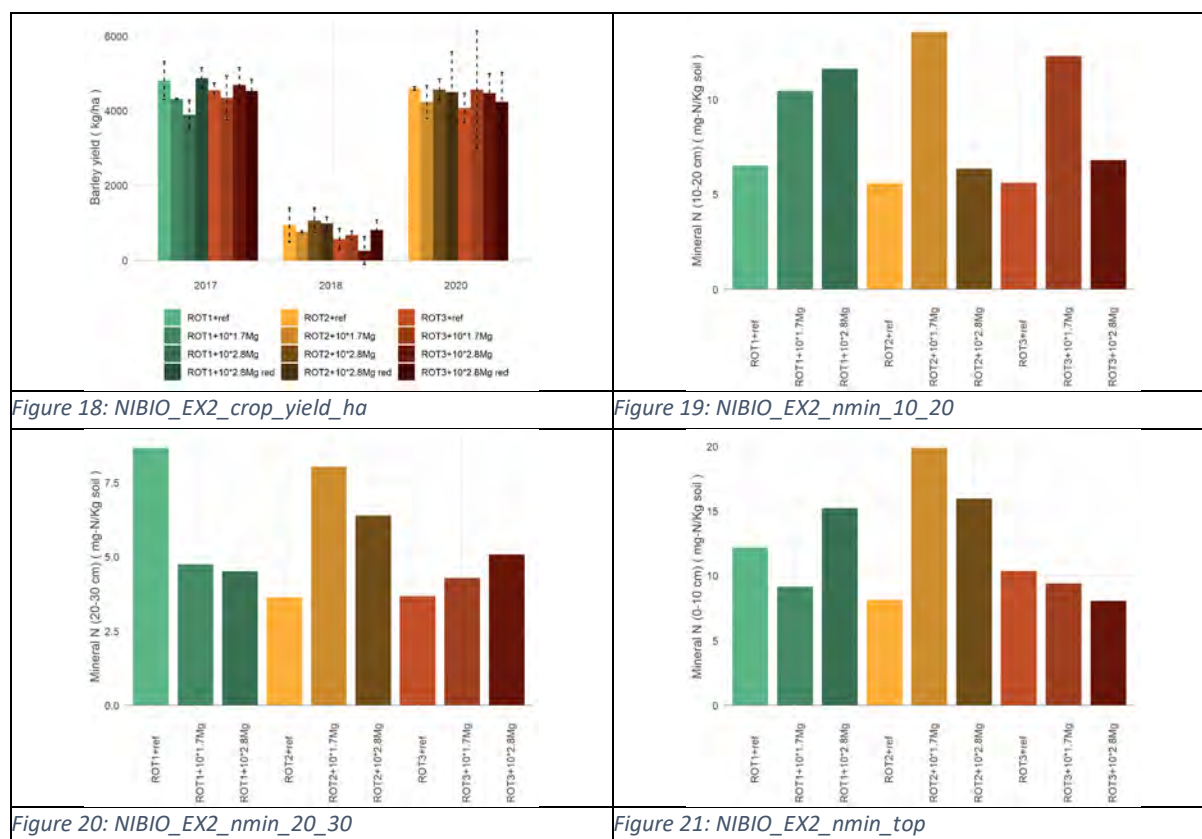 Barley yield ( kg/ha )
6000
4000
2000
0
2017 2018 2020
ROT1+ref ROT2+ref ROT3+ref
ROT1+10*1.7Mg ROT2+10*1.7Mg ROT3+10*1.7Mg
ROT1+10*2.8Mg ROT2+10*2.8Mg ROT3+10*2.8Mg
ROT1+10*2.8Mg red ROT2+10*2.8Mg red ROT3+10*2.8Mg red
Figure 18: NIBIO_EX2_crop_yield_ha
Mineral N (10-20 cm) ( mg-N/Kg soil )
10
5
0
ROT1+ref
ROT1+10*1.7Mg
ROT1+10*2.8Mg
ROT2+ref
ROT2+10*1.7Mg
ROT2+10*2.8Mg
ROT3+ref
ROT3+10*1.7Mg
ROT3+10*2.8Mg
Figure 19: NIBIO_EX2_nmin_10_20
Mineral N (20-30 cm) ( mg-N/Kg soil )
7.5
5.0
2.5
0.0
ROT1+ref
ROT1+10*1.7Mg
ROT1+10*2.8Mg
ROT2+ref
ROT2+10*1.7Mg
ROT2+10*2.8Mg
ROT3+ref
ROT3+10*1.7Mg
ROT3+10*2.8Mg
Figure 20: NIBIO_EX2_nmin_20_30
Mineral N (0-10 cm) ( mg-N/Kg soil )
20
15
10
5
0
ROT1+ref
ROT1+10*1.7Mg
ROT1+10*2.8Mg
ROT2+ref
ROT2+10*1.7Mg
ROT2+10*2.8Mg
ROT3+ref
ROT3+10*1.7Mg
ROT3+10*2.8Mg
Figure 21: NIBIO_EX2_nmin_top